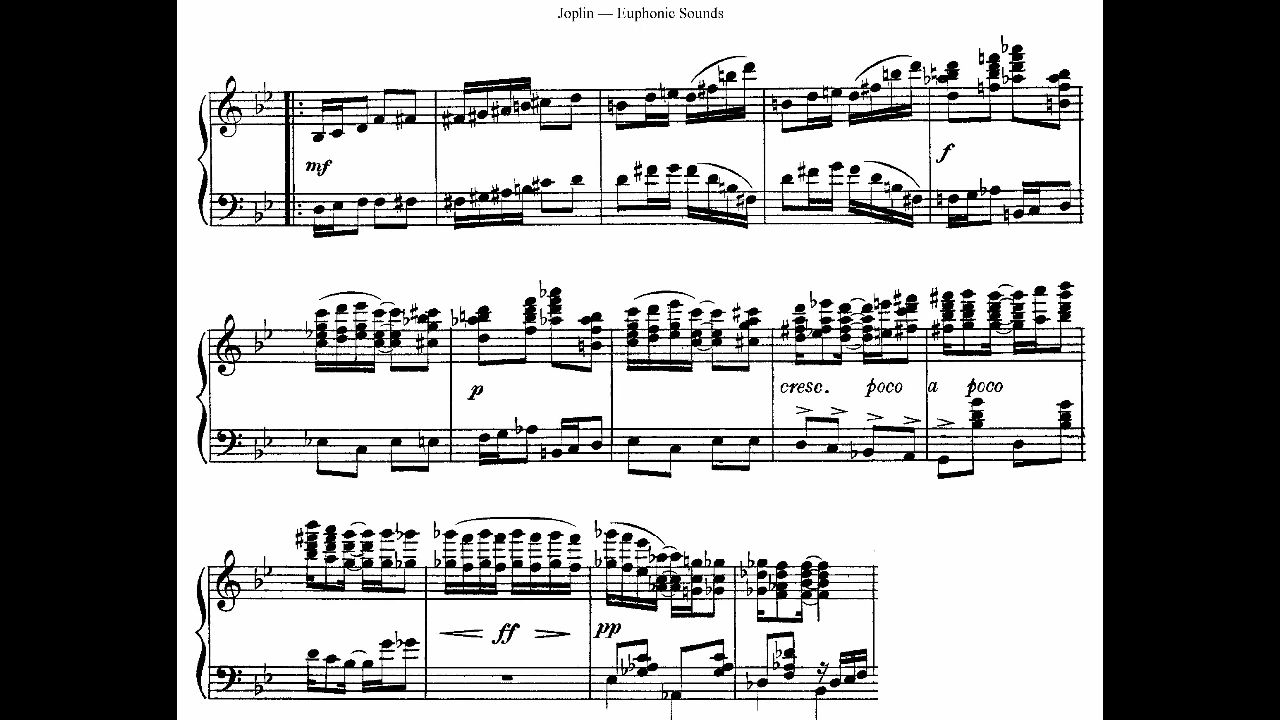 Joplin — Euphonic Sounds
mf
f
p
cresc. poco a poco
ff
pp